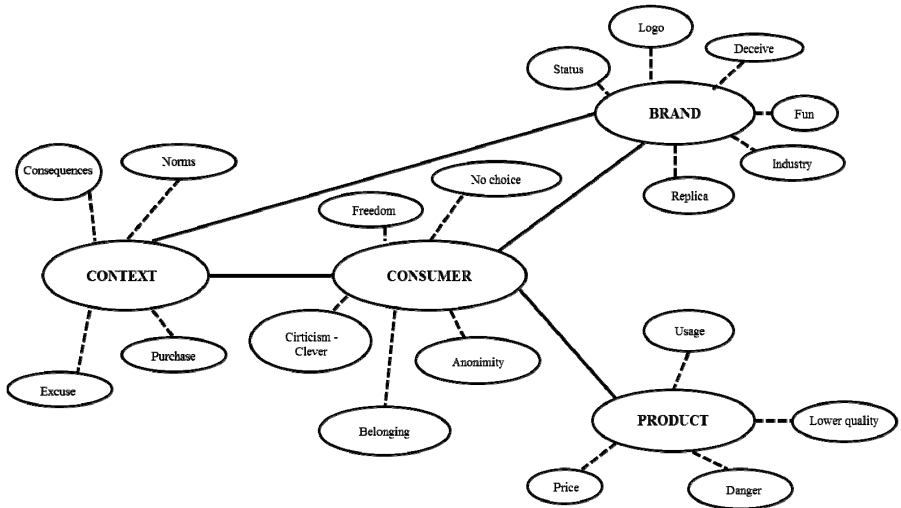 Logo
Deceive
Status
BRAND
Fun
Industry
Replica
Consequences
Norms
No choice
Freedom
CONTEXT
CONSUMER
Cirticism -
Clever
Purchase
Anonimity
Excuse
Belonging
Usage
PRODUCT
Lower quality
Price
Danger